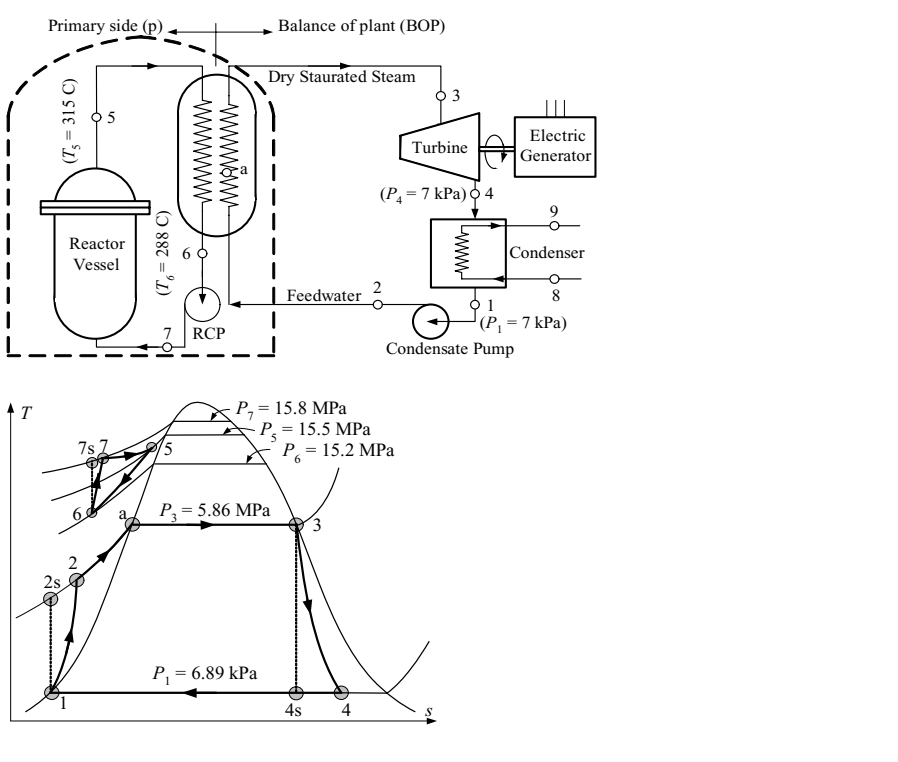 Primary side (p)
Balance of plant (BOP)
Dry Staurated Steam
(T5 = 315 C)
5
3
Turbine
Electric
Generator
a
(P4 = 7 kPa)
4
9
Reactor
Vessel
(T6 = 288 C)
6
Condenser
8
Feedwater
2
1
(P1 = 7 kPa)
7
RCP
Condensate Pump
T
P7 = 15.8 MPa
P5 = 15.5 MPa
P6 = 15.2 MPa
7s
7
5
6
a
P3 = 5.86 MPa
3
2
2s
P1 = 6.89 kPa
1
4s
4
s